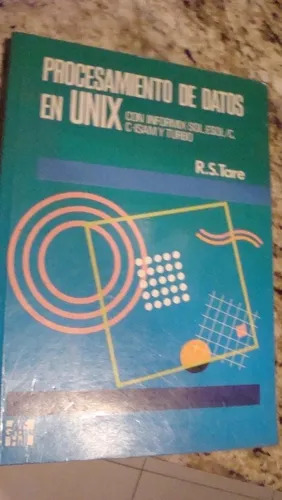 PROCESAMIENTO DE DATOS
EN UNIX CON INFORMIX-SQL, ESQL/C,
C-ISAM Y TURBO
R.S.Tare